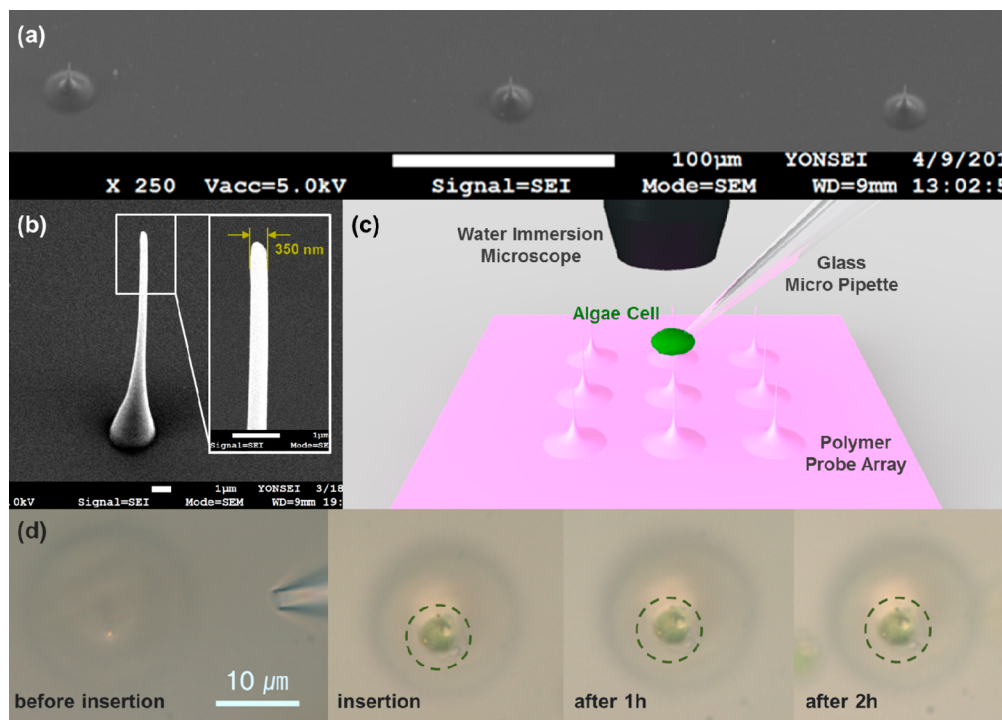 (a)
100μm YONSEI 4/9/201
X 250 Vacc=5.0kV Signal=SEI Mode=SEM WD=9mm 13:02:5
(b)
350 nm
1μm
Signal=SEI Mode=SE
1μm YONSEI 3/18
.0kV Signal=SEI Mode=SEM WD=9mm 19:
(c)
Water Immersion
Microscope
Glass
Micro Pipette
Algae Cell
Polymer
Probe Array
(d)
10 μm
before insertion
insertion
after 1h
after 2h